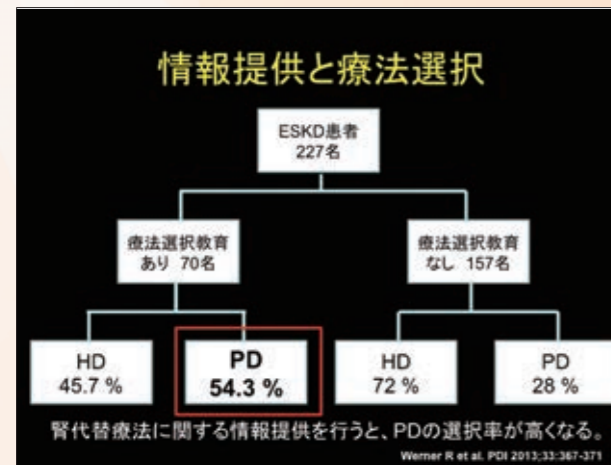 情報提供と療法選択
ESKD患者
227名
療法選択教育
あり 70名
療法選択教育
なし 157名
HD
45.7 %
PD
54.3 %
HD
72 %
PD
28 %
腎代替療法に関する情報提供を行うと、PDの選択率が高くなる。
Werner R et al. PDI 2013;33:367-371